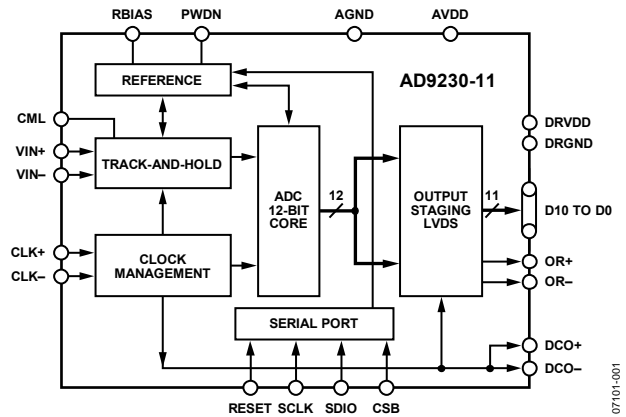 RBIAS PWDN AGND AVDD
REFERENCE
AD9230-11
CML
VIN+
VIN–
TRACK-AND-HOLD
DRVDD
DRGND
ADC
12-BIT
CORE
12
OUTPUT
STAGING
LVDS
11
D10 TO D0
CLK+
CLK–
CLOCK
MANAGEMENT
OR+
OR–
SERIAL PORT
DCO+
DCO–
RESET SCLK SDIO CSB
07101-001